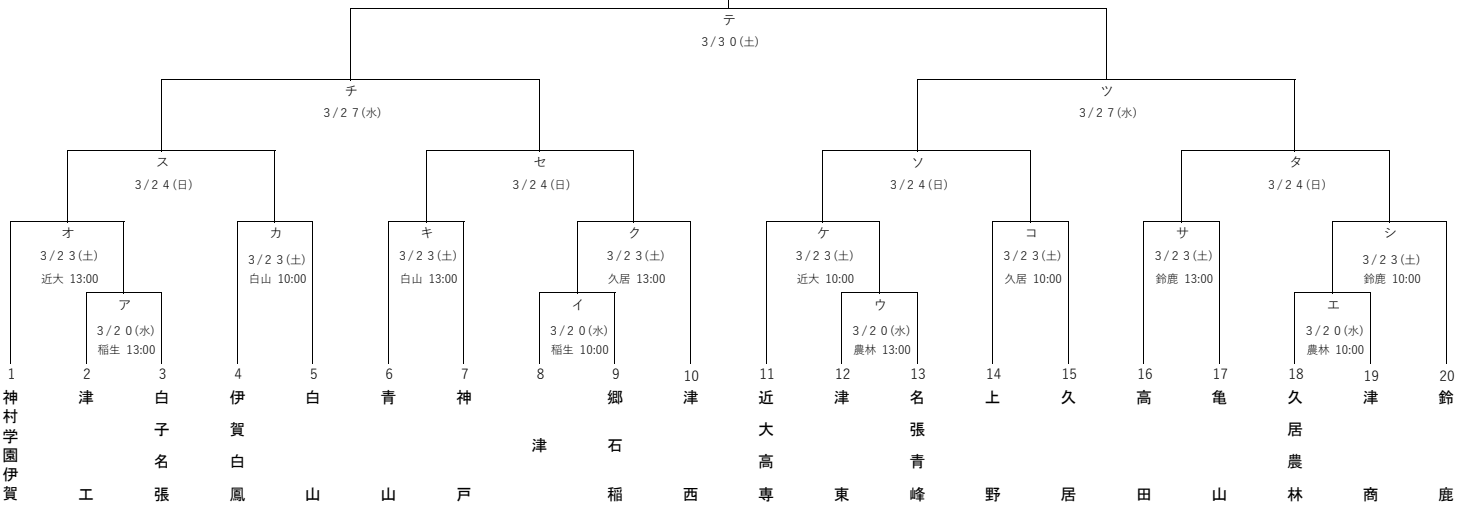 テ
3/30(土)
チ
3/27(水)
ツ
3/27(水)
ス
3/24(日)
セ
3/24(日)
ソ
3/24(日)
タ
3/24(日)
オ
3/23(土)
近大 13:00
カ
3/23(土)
白山 10:00
キ
3/23(土)
白山 13:00
ク
3/23(土)
久居 13:00
ケ
3/23(土)
近大 10:00
コ
3/23(土)
久居 10:00
サ
3/23(土)
鈴鹿 13:00
シ
3/23(土)
鈴鹿 10:00
ア
3/20(水)
稲生 13:00
イ
3/20(水)
稲生 10:00
ウ
3/20(水)
農林 13:00
エ
3/20(水)
農林 10:00
1
神村学園伊賀
2
津工
3
白子名張
4
伊賀白鳳
5
白山
6
青山
7
神戸
8
津
9
郷石稲
10
津西
11
近大高専
12
津東
13
名張青峰
14
上野
15
久居
16
高田
17
亀山
18
久居農林
19
津商
20
鈴鹿